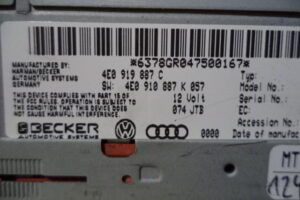 *6378GR047500167*
MANUFACTURED BY:
HARMAN/BECKER
AUTOMOTIVE SYSTEMS
GERMANY
4E0 919 887 C
SW: 4E0 910 887 K 057
12 Volt
074 JTB
Typ:
Model No.:
Serial No.:
EC:
Accession No.:
Date of manufac
THIS DEVICE COMPLIES WITH PART 15 OF
THE FCC RULES. OPERATION IS SUBJECT
TO THE CONDITION THAT THIS DEVICE DOES
NOT CAUSE HARMFUL INTERFERENCE
BECKER
AUTOMOTIVE SYSTEMS
0000
MT
124